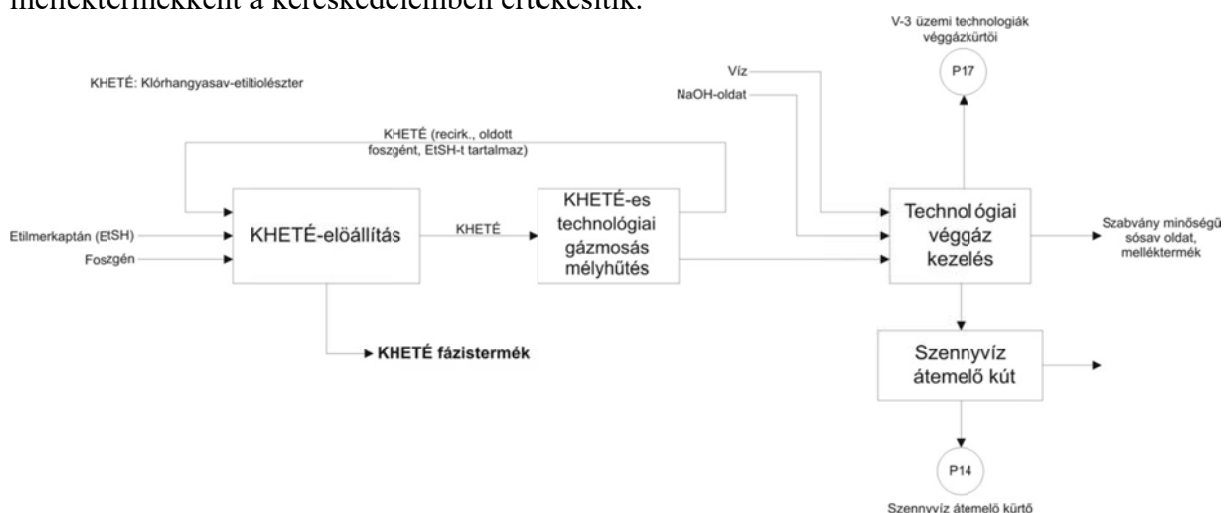 melléktermékként a kereskedelemben értékesítik.
V-3 üzemi technológiák
véggázkürtői
P17
KHETÉ: Klórhangyasav-etiltiolészter
Víz
NaOH-oldat
KHETÉ (recirk., oldott
foszgént, EtSH-t tartalmaz)
Etilmerkaptán (EtSH)
Foszgén
KHETÉ-elöállítás
KHETÉ
KHETÉ-es
technológiai
gázmosás
mélyhűtés
Technológiai
véggáz
kezelés
Szabvány minőségű
sósav oldat,
melléktermék
KHETÉ fázistermék
Szennyvíz
átemelő kút
P14
Szennyvíz átemelő kürtő